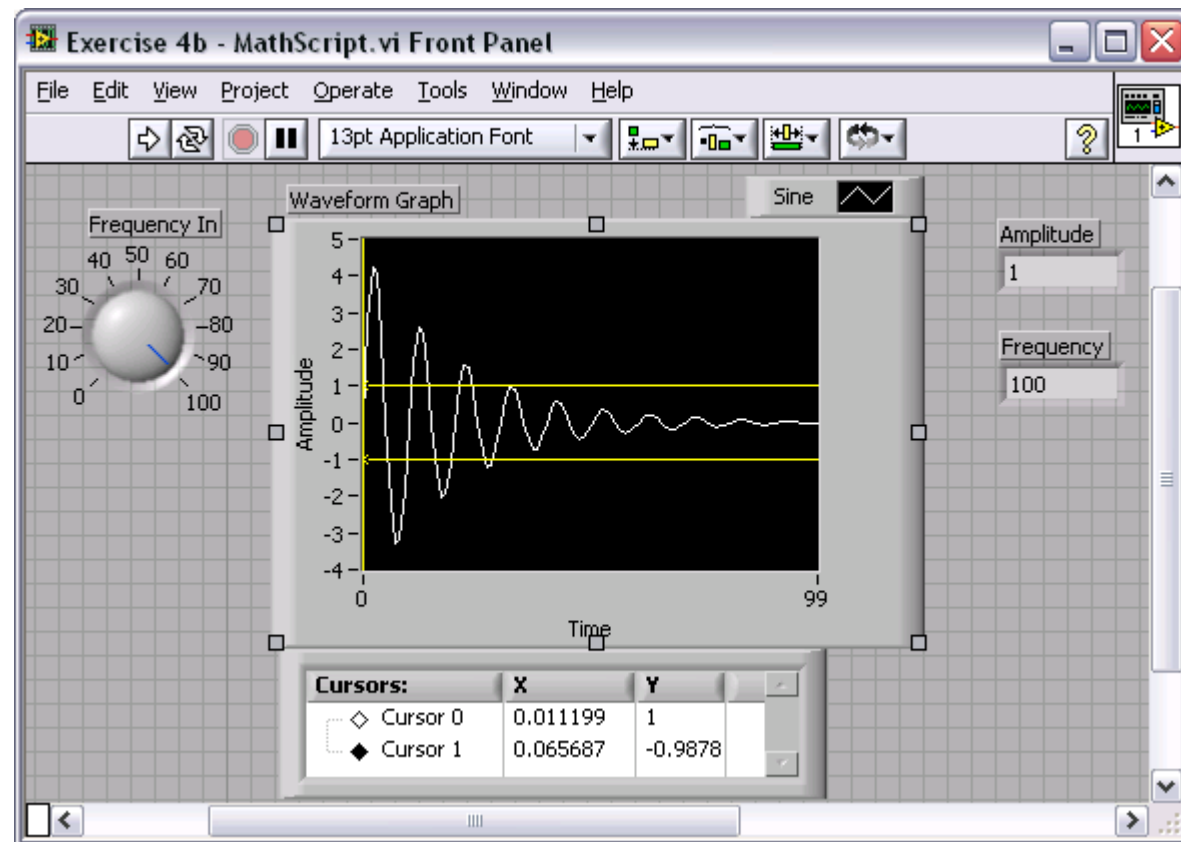 Exercise 4b - MathScript.vi Front Panel
File Edit View Project Operate Tools Window Help
13pt Application Font
1
Waveform Graph
Sine
Frequency In
0 10 20 30 40 50 60 70 80 90 100
Amplitude
5
4
3
2
1
0
-1
-2
-3
-4
0 99
Time
Amplitude
1
Frequency
100
Cursors: X Y
Cursor 0 0.011199 1
Cursor 1 0.065687 -0.9878